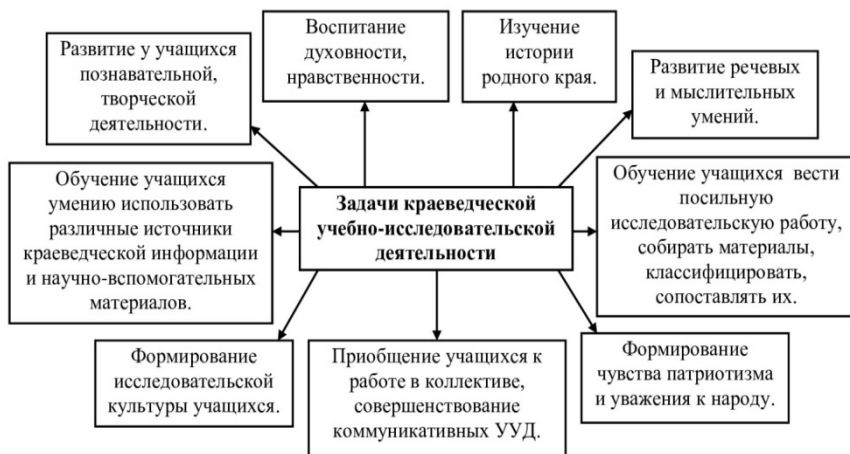 Развитие у учащихся
познавательной,
творческой
деятельности.
Воспитание
духовности,
нравственности.
Изучение
истории
родного края.
Развитие речевых
и мыслительных
умений.
Обучение учащихся
умению использовать
различные источники
краеведческой информации
и научно-вспомогательных
материалов.
Задачи краеведческой
учебно-исследовательской
деятельности
Обучение учащихся вести
посильную
исследовательскую работу,
собирать материалы,
классифицировать,
сопоставлять их.
Формирование
исследовательской
культуры учащихся.
Приобщение учащихся к
работе в коллективе,
совершенствование
коммуникативных УУД.
Формирование
чувства патриотизма
и уважения к народу.